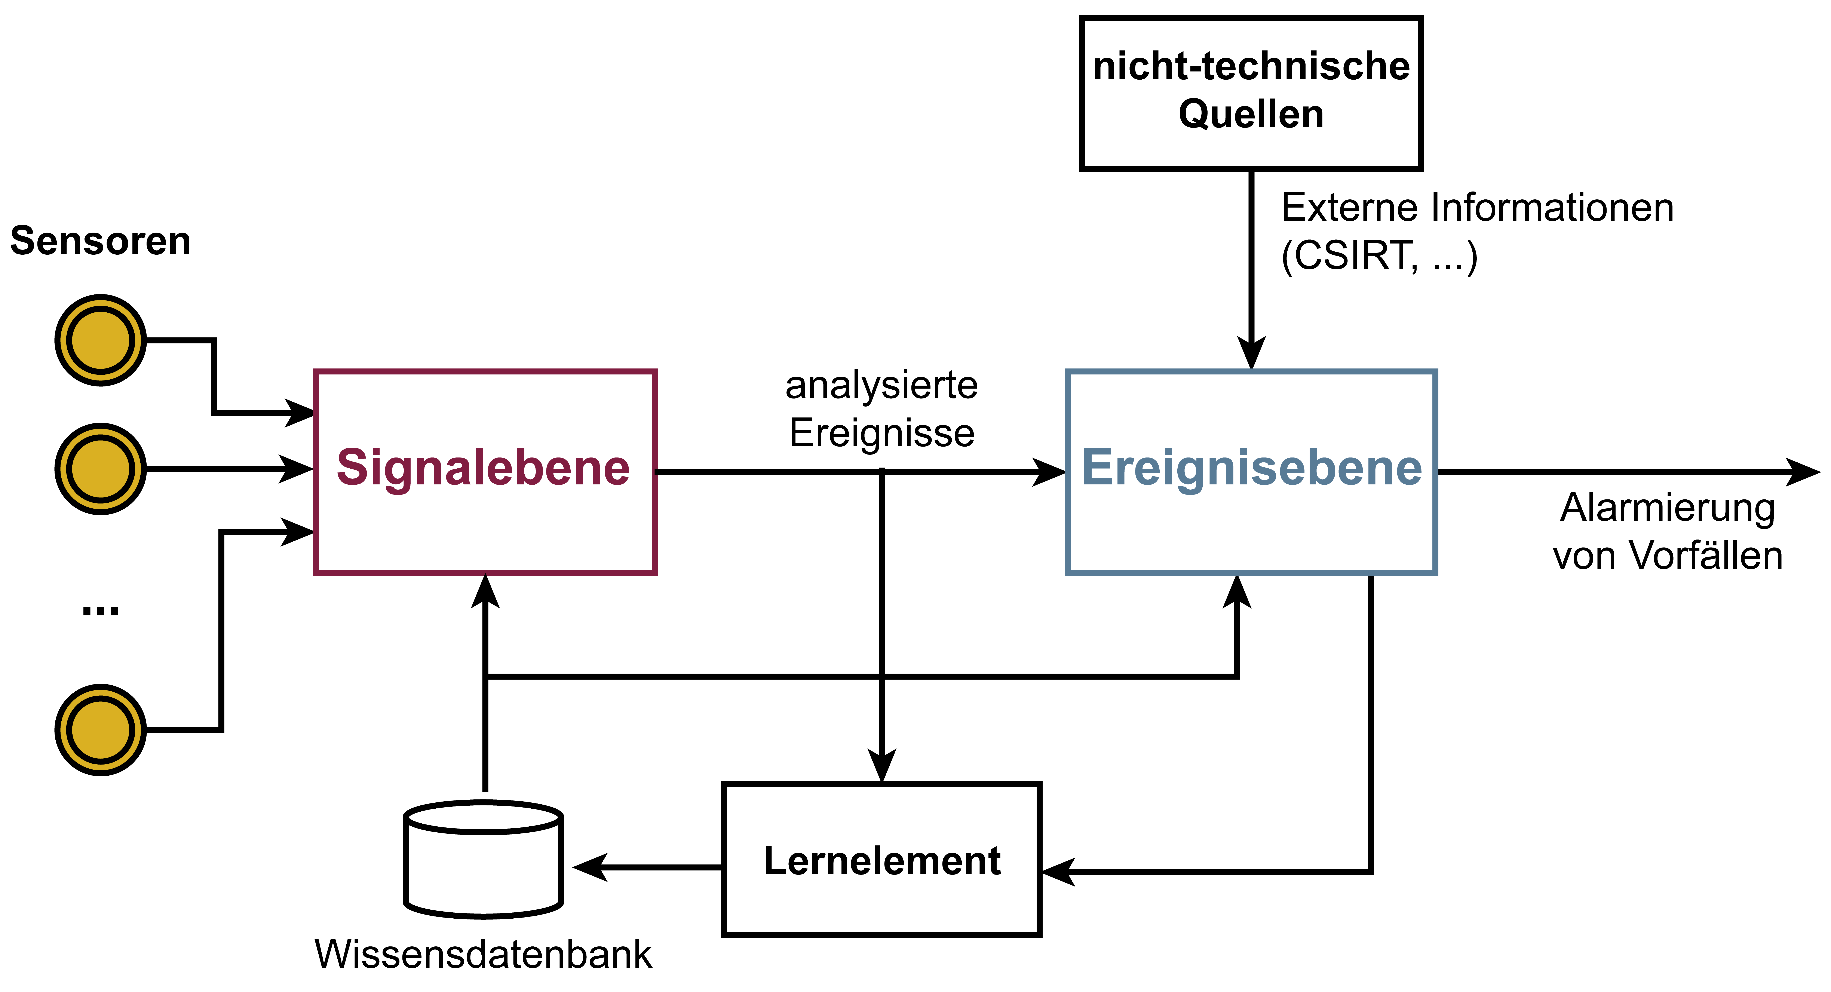 nicht-technische
Quellen
Externe Informationen
(CSIRT, ...)
Sensoren
analysierte
Ereignisse
Signalebene
Ereignisebene
Alarmierung
von Vorfällen
...
Lernelement
Wissensdatenbank